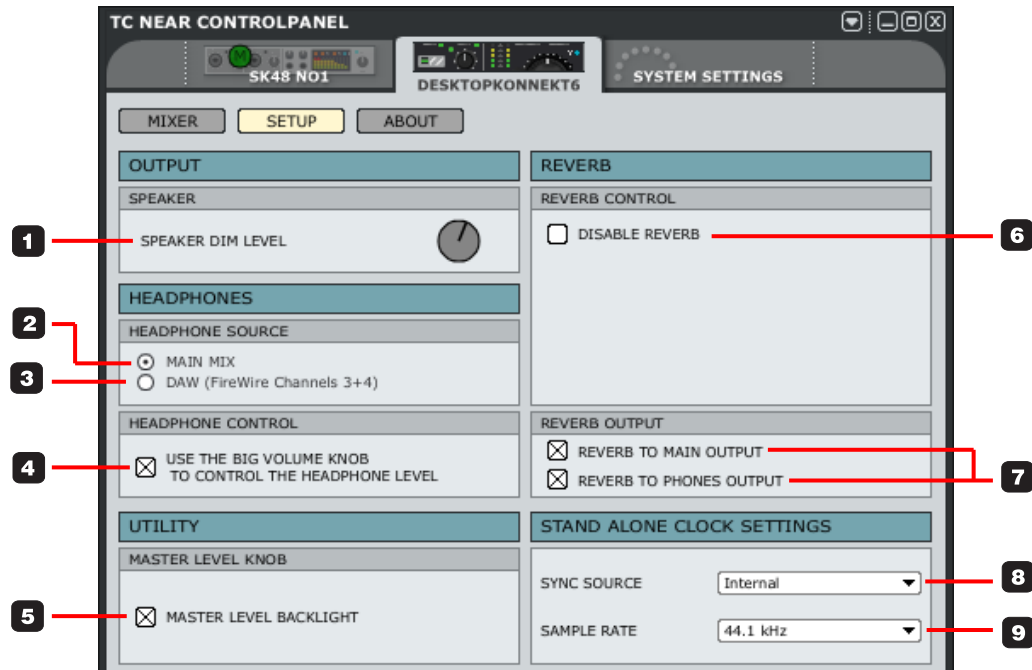 TC NEAR CONTROLPANEL
M
SK48 NO1
DESKTOPKONNEKT6
SYSTEM SETTINGS
MIXER
SETUP
ABOUT
OUTPUT
SPEAKER
1
SPEAKER DIM LEVEL
HEADPHONES
HEADPHONE SOURCE
2
MAIN MIX
3
DAW (FireWire Channels 3+4)
HEADPHONE CONTROL
4
USE THE BIG VOLUME KNOB
TO CONTROL THE HEADPHONE LEVEL
UTILITY
MASTER LEVEL KNOB
5
MASTER LEVEL BACKLIGHT
REVERB
REVERB CONTROL
DISABLE REVERB
6
REVERB OUTPUT
REVERB TO MAIN OUTPUT
REVERB TO PHONES OUTPUT
7
STAND ALONE CLOCK SETTINGS
SYNC SOURCE
Internal
8
SAMPLE RATE
44.1 kHz
9